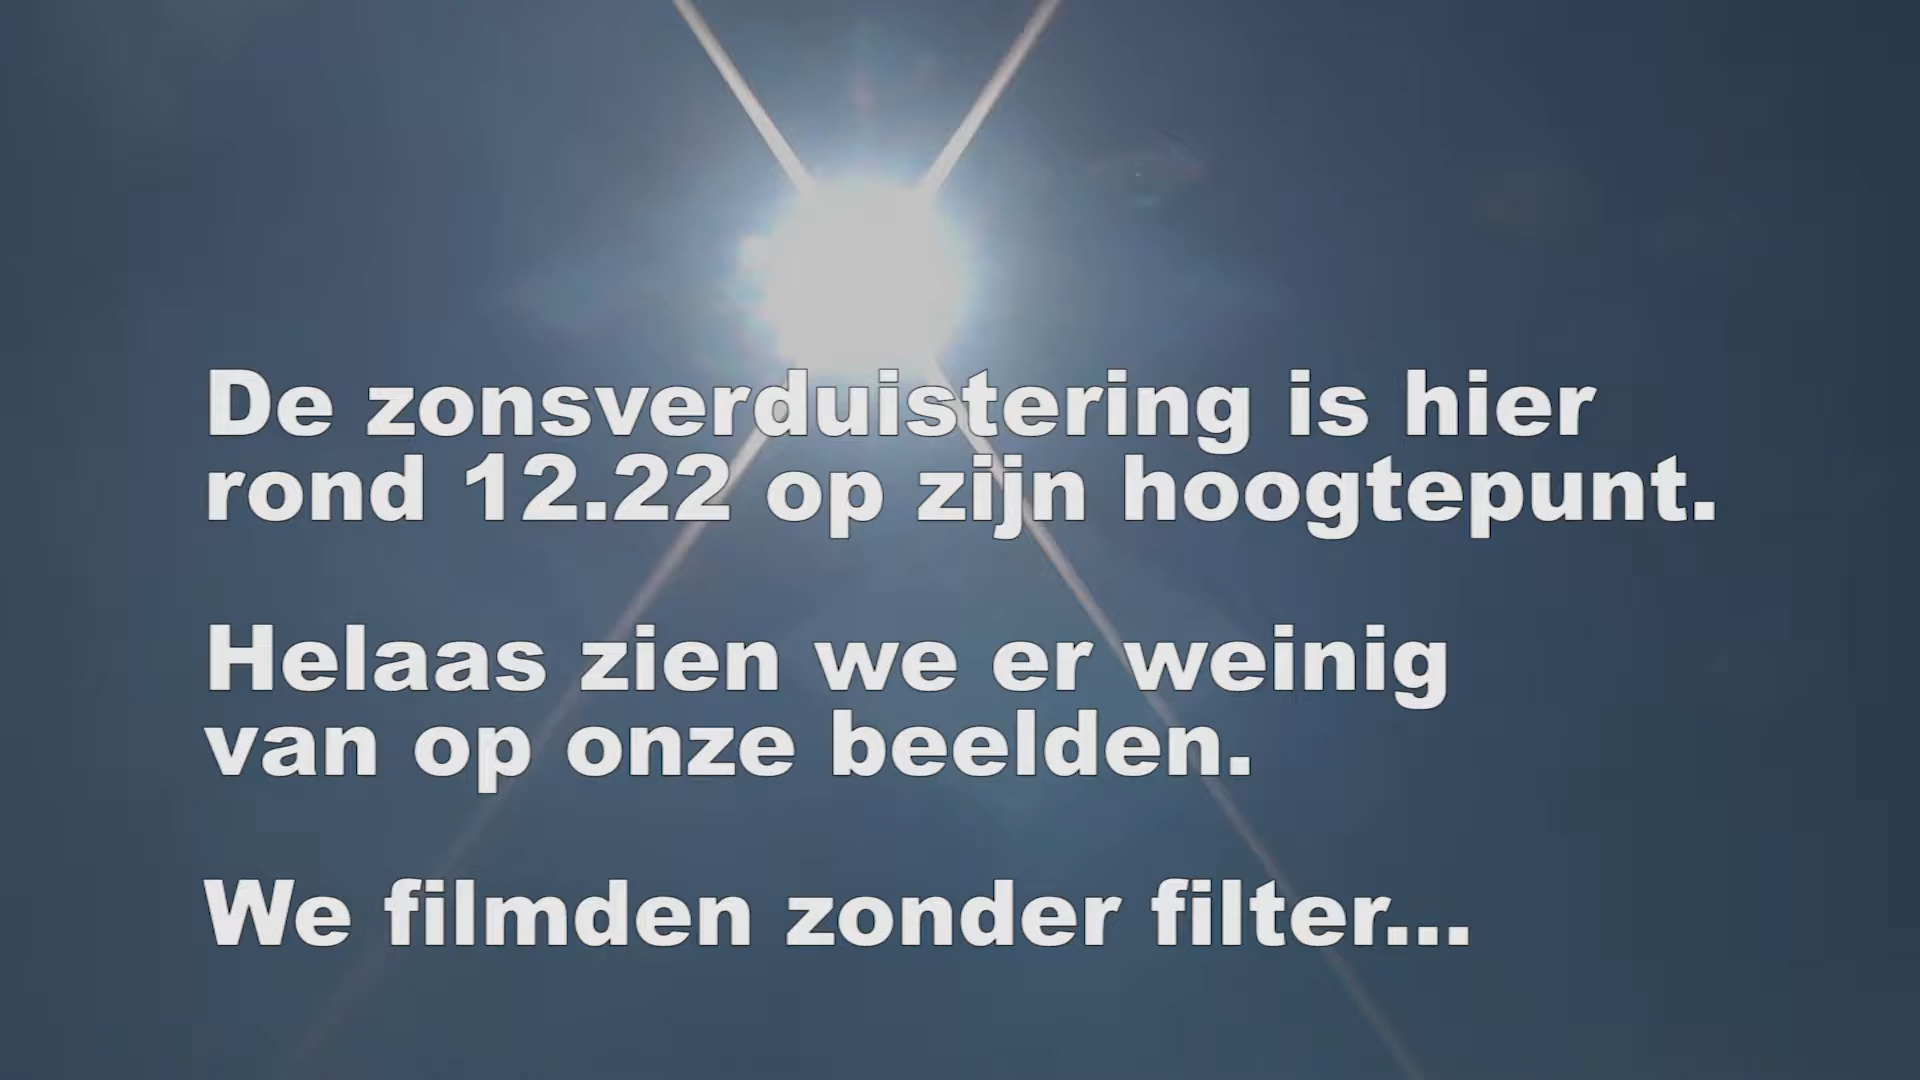 De zonsverduistering is hier
rond 12.22 op zijn hoogtepunt.
Helaas zien we er weinig
van op onze beelden.
We filmden zonder filter...